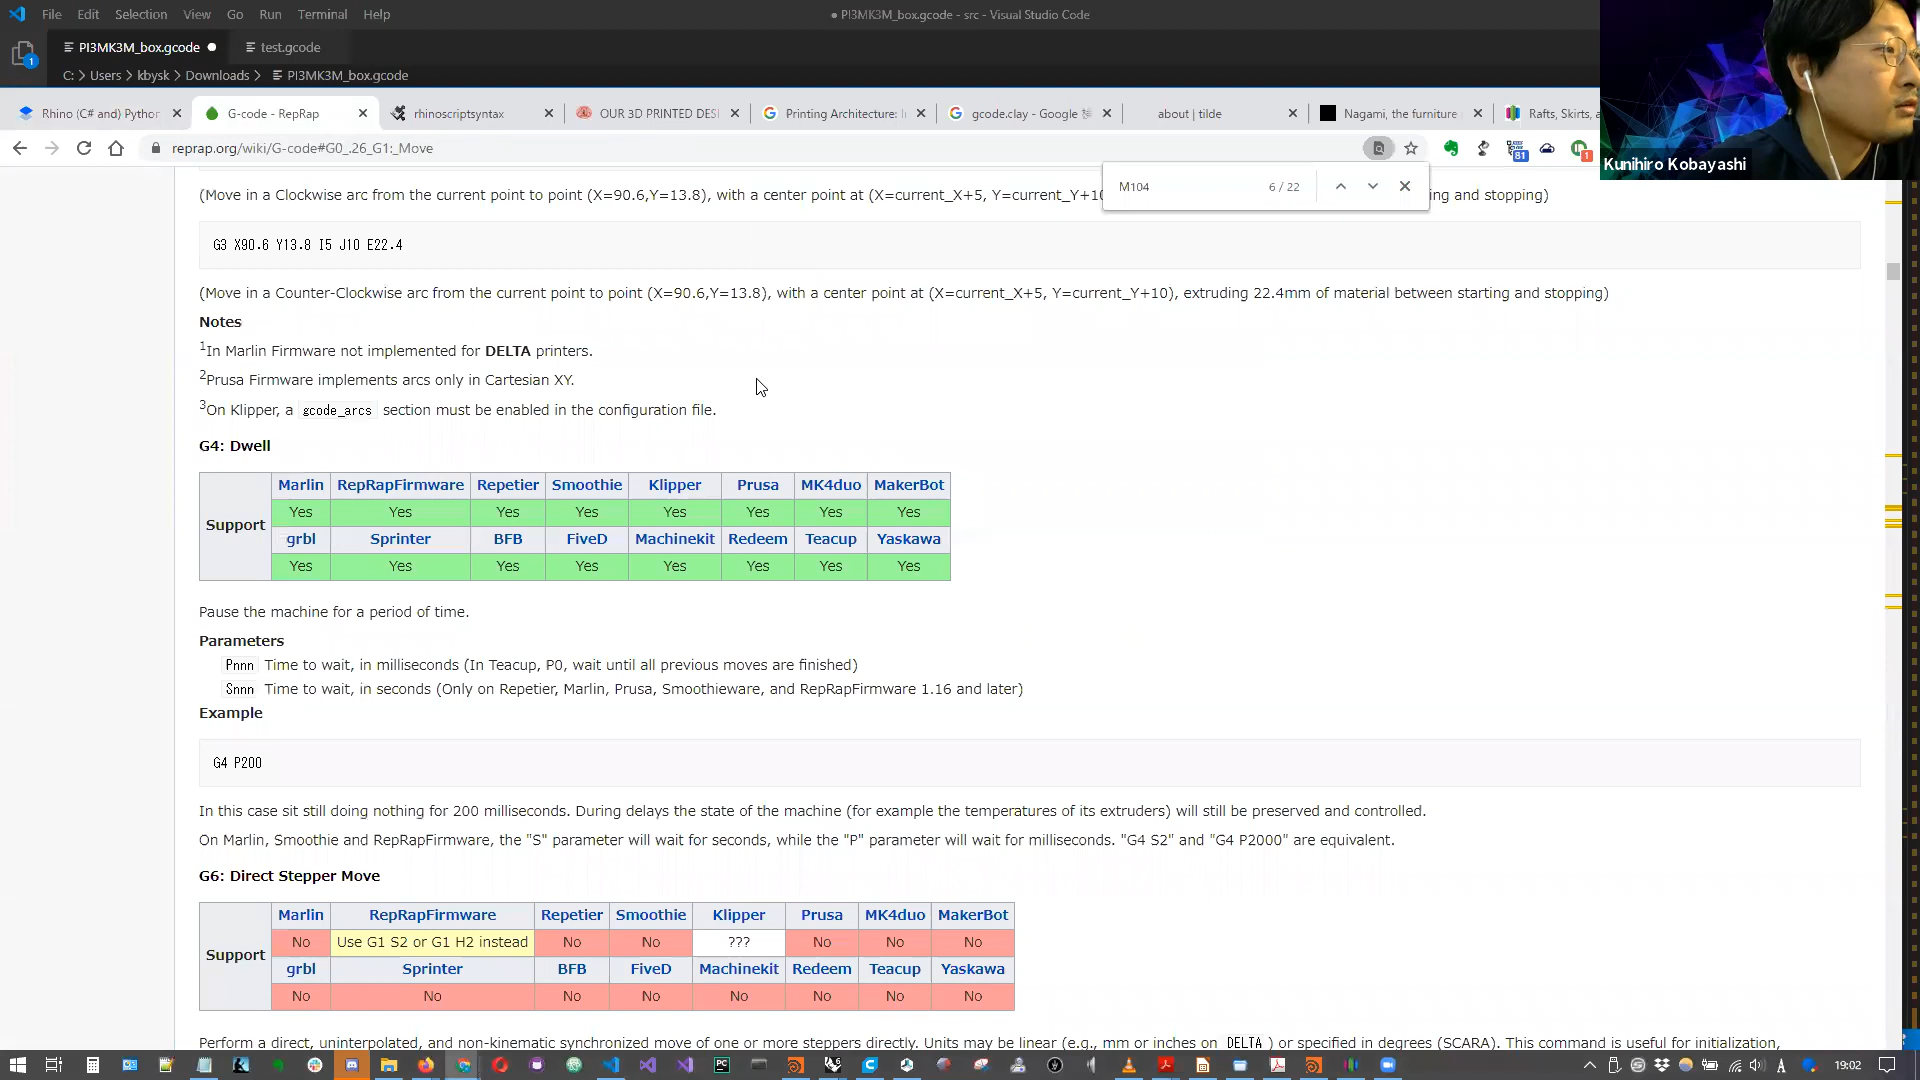 File Edit Selection View Go Run Terminal Help
● PI3MK3M_box.gcode - src - Visual Studio Code
PI3MK3M_box.gcode ● test.gcode
C: > Users > kbysk > Downloads > PI3MK3M_box.gcode
Rhino (C# and) Python
G-code - RepRap
rhinoscriptsyntax
OUR 3D PRINTED DES
Printing Architecture: I
gcode.clay - Google
about | tilde
Nagami, the furniture
Rafts, Skirts,
reprap.org/wiki/G-code#G0_.26_G1:_Move
81
1
Kunihiro Kobayashi
M104 6 / 22
(Move in a Clockwise arc from the current point to point (X=90.6,Y=13.8), with a center point at (X=current_X+5, Y=current_Y+10 ing and stopping)
G3 X90.6 Y13.8 I5 J10 E22.4
(Move in a Counter-Clockwise arc from the current point to point (X=90.6,Y=13.8), with a center point at (X=current_X+5, Y=current_Y+10), extruding 22.4mm of material between starting and stopping)
Notes
1In Marlin Firmware not implemented for DELTA printers.
2Prusa Firmware implements arcs only in Cartesian XY.
3On Klipper, a gcode_arcs section must be enabled in the configuration file.
G4: Dwell
Support
Marlin RepRapFirmware Repetier Smoothie Klipper Prusa MK4duo MakerBot
Yes Yes Yes Yes Yes Yes Yes Yes
grbl Sprinter BFB FiveD Machinekit Redeem Teacup Yaskawa
Yes Yes Yes Yes Yes Yes Yes Yes
Pause the machine for a period of time.
Parameters
Pnnn Time to wait, in milliseconds (In Teacup, P0, wait until all previous moves are finished)
Snnn Time to wait, in seconds (Only on Repetier, Marlin, Prusa, Smoothieware, and RepRapFirmware 1.16 and later)
Example
G4 P200
In this case sit still doing nothing for 200 milliseconds. During delays the state of the machine (for example the temperatures of its extruders) will still be preserved and controlled.
On Marlin, Smoothie and RepRapFirmware, the "S" parameter will wait for seconds, while the "P" parameter will wait for milliseconds. "G4 S2" and "G4 P2000" are equivalent.
G6: Direct Stepper Move
Support
Marlin RepRapFirmware Repetier Smoothie Klipper Prusa MK4duo MakerBot
No Use G1 S2 or G1 H2 instead No No ??? No No No
grbl Sprinter BFB FiveD Machinekit Redeem Teacup Yaskawa
No No No No No No No No
Perform a direct, uninterpolated, and non-kinematic synchronized move of one or more steppers directly. Units may be linear (e.g., mm or inches on DELTA ) or specified in degrees (SCARA). This command is useful for initialization,
A 19:02